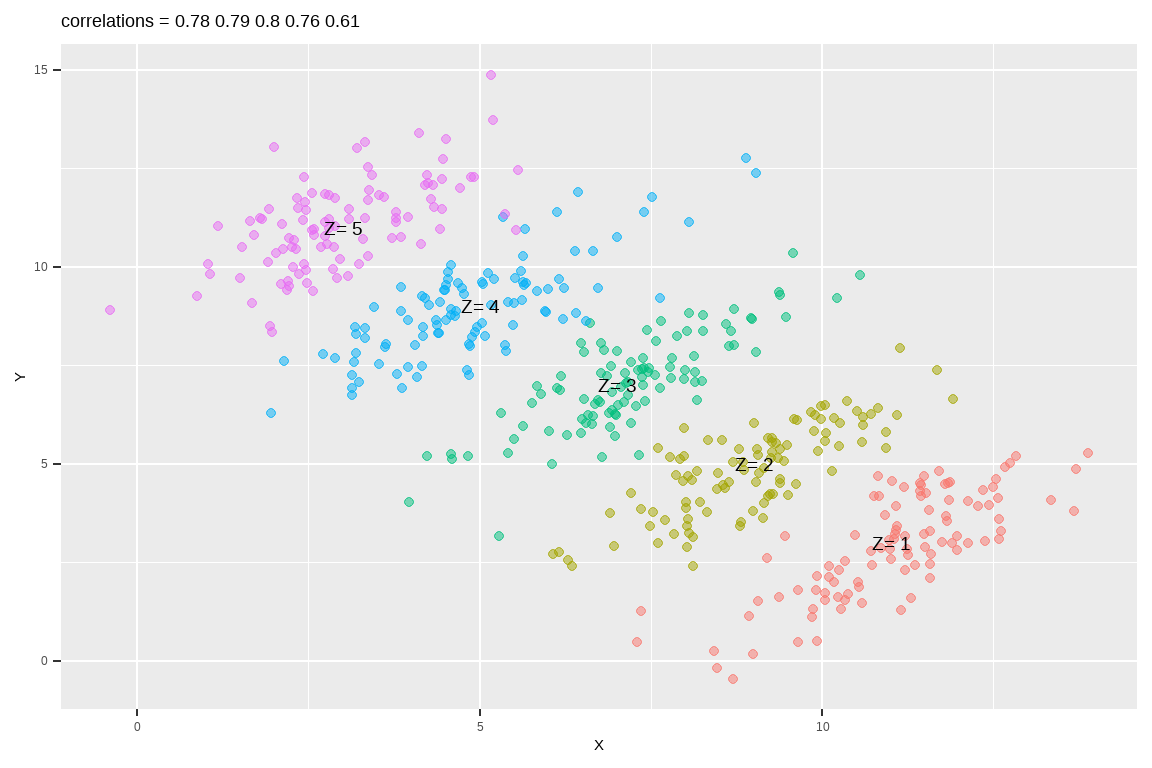 correlations = 0.78 0.79 0.8 0.76 0.61
15
10
5
0
Y
Z= 5
Z= 4
Z= 3
Z= 2
Z= 1
0 5 10
X